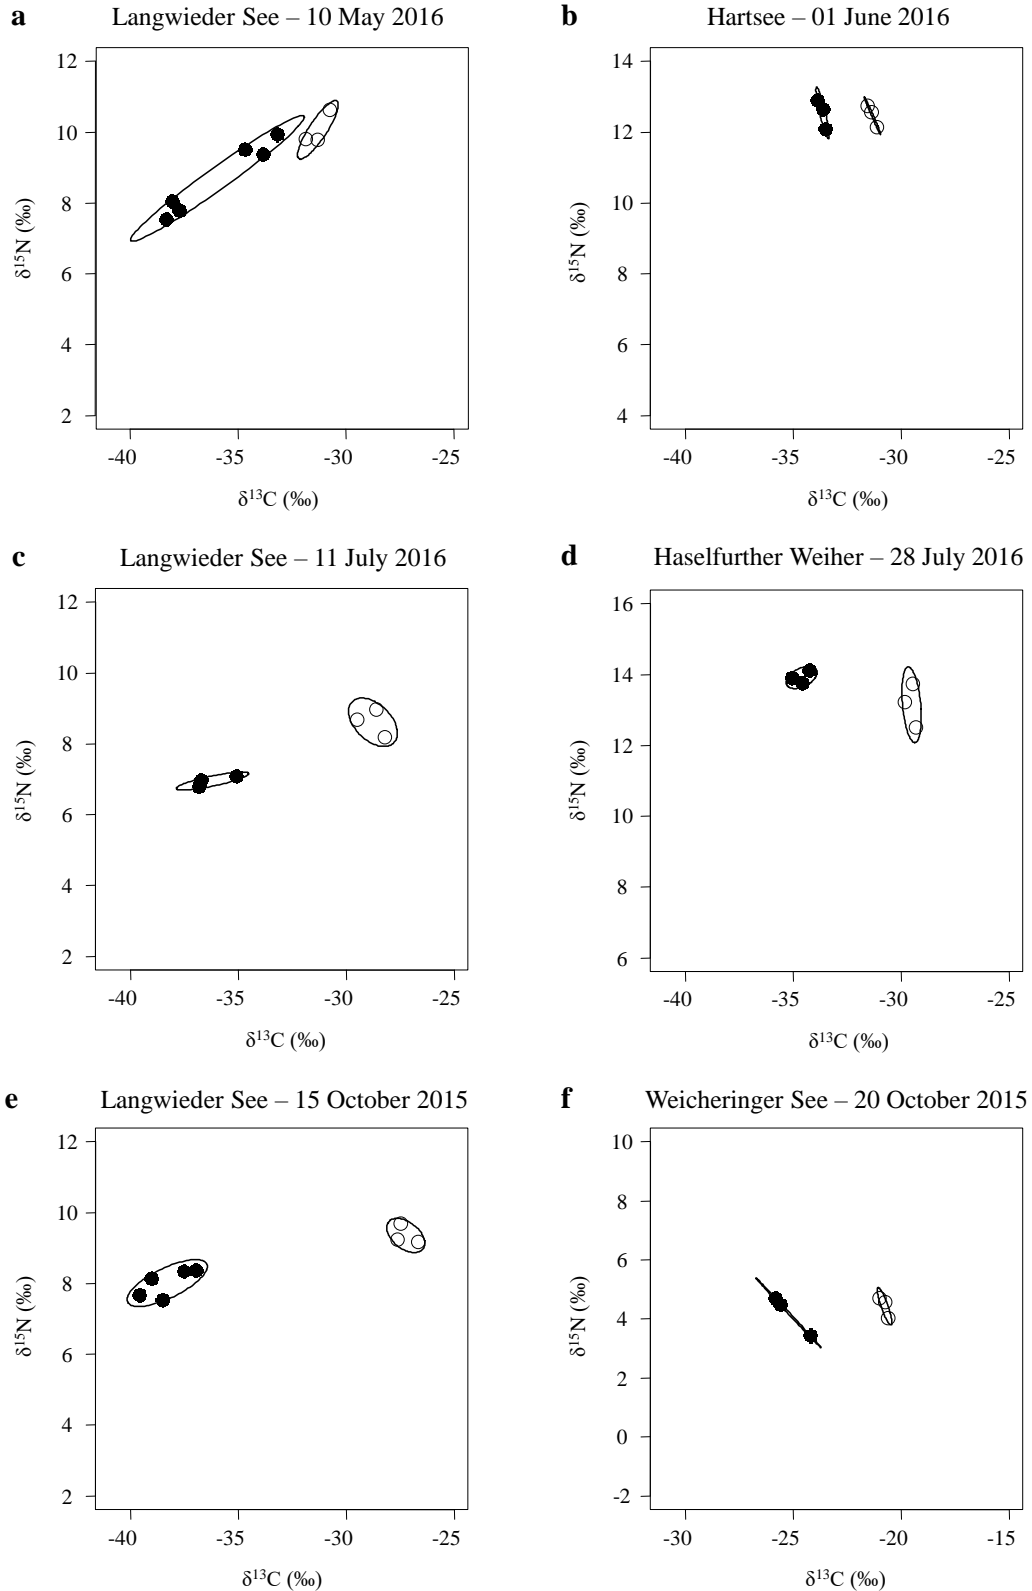 a Langwieder See – 10 May 2016
12
10
8
6
4
2
δ15N (‰)
-40 -35 -30 -25
δ13C (‰)
b Hartsee – 01 June 2016
14
12
10
8
6
4
δ15N (‰)
-40 -35 -30 -25
δ13C (‰)
c Langwieder See – 11 July 2016
12
10
8
6
4
2
δ15N (‰)
-40 -35 -30 -25
δ13C (‰)
d Haselfurther Weiher – 28 July 2016
16
14
12
10
8
6
δ15N (‰)
-40 -35 -30 -25
δ13C (‰)
e Langwieder See – 15 October 2015
12
10
8
6
4
2
δ15N (‰)
-40 -35 -30 -25
δ13C (‰)
f Weicheringer See – 20 October 2015
10
8
6
4
2
0
-2
δ15N (‰)
-30 -25 -20 -15
δ13C (‰)